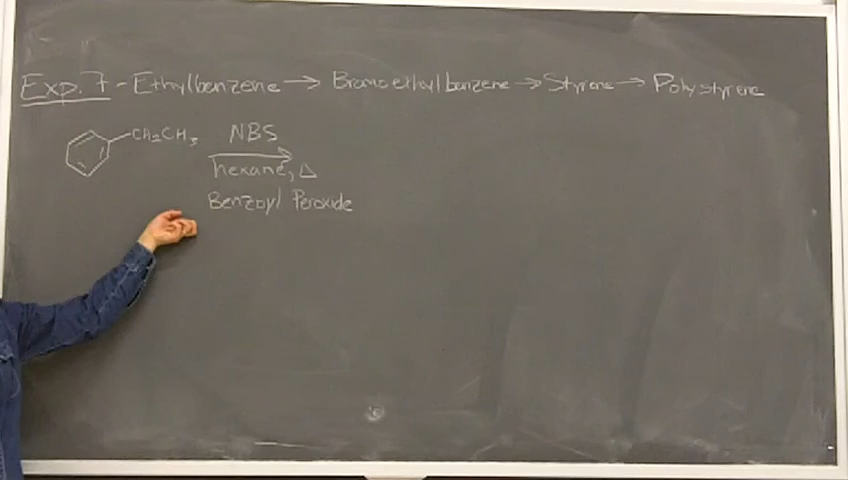 Exp. 7 - Ethylbenzene → Bromoethylbenzene → Styrene → Polystyrene
CH₂CH₃ NBS
hexane, Δ
Benzoyl Peroxide